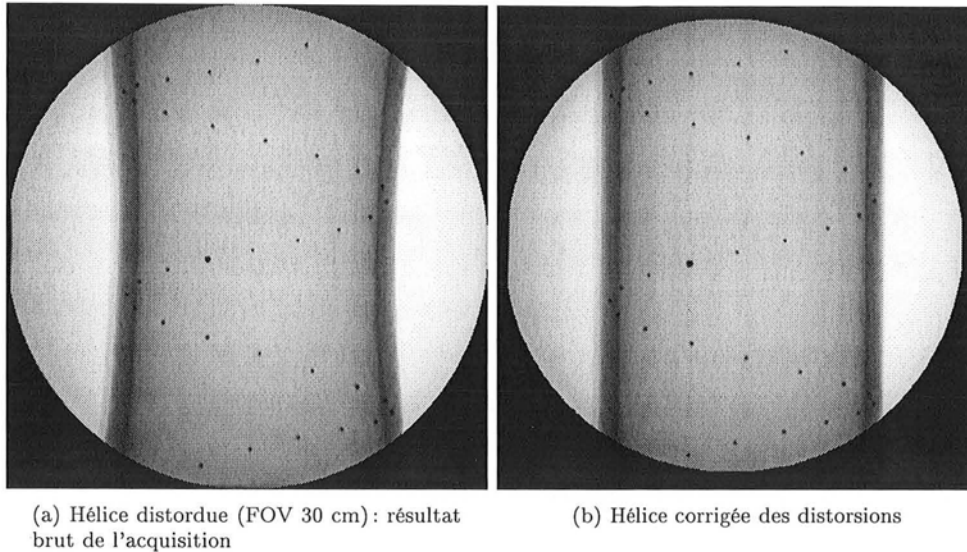 (a) Hélice distordue (FOV 30 cm) : résultat
brut de l'acquisition
(b) Hélice corrigée des distorsions